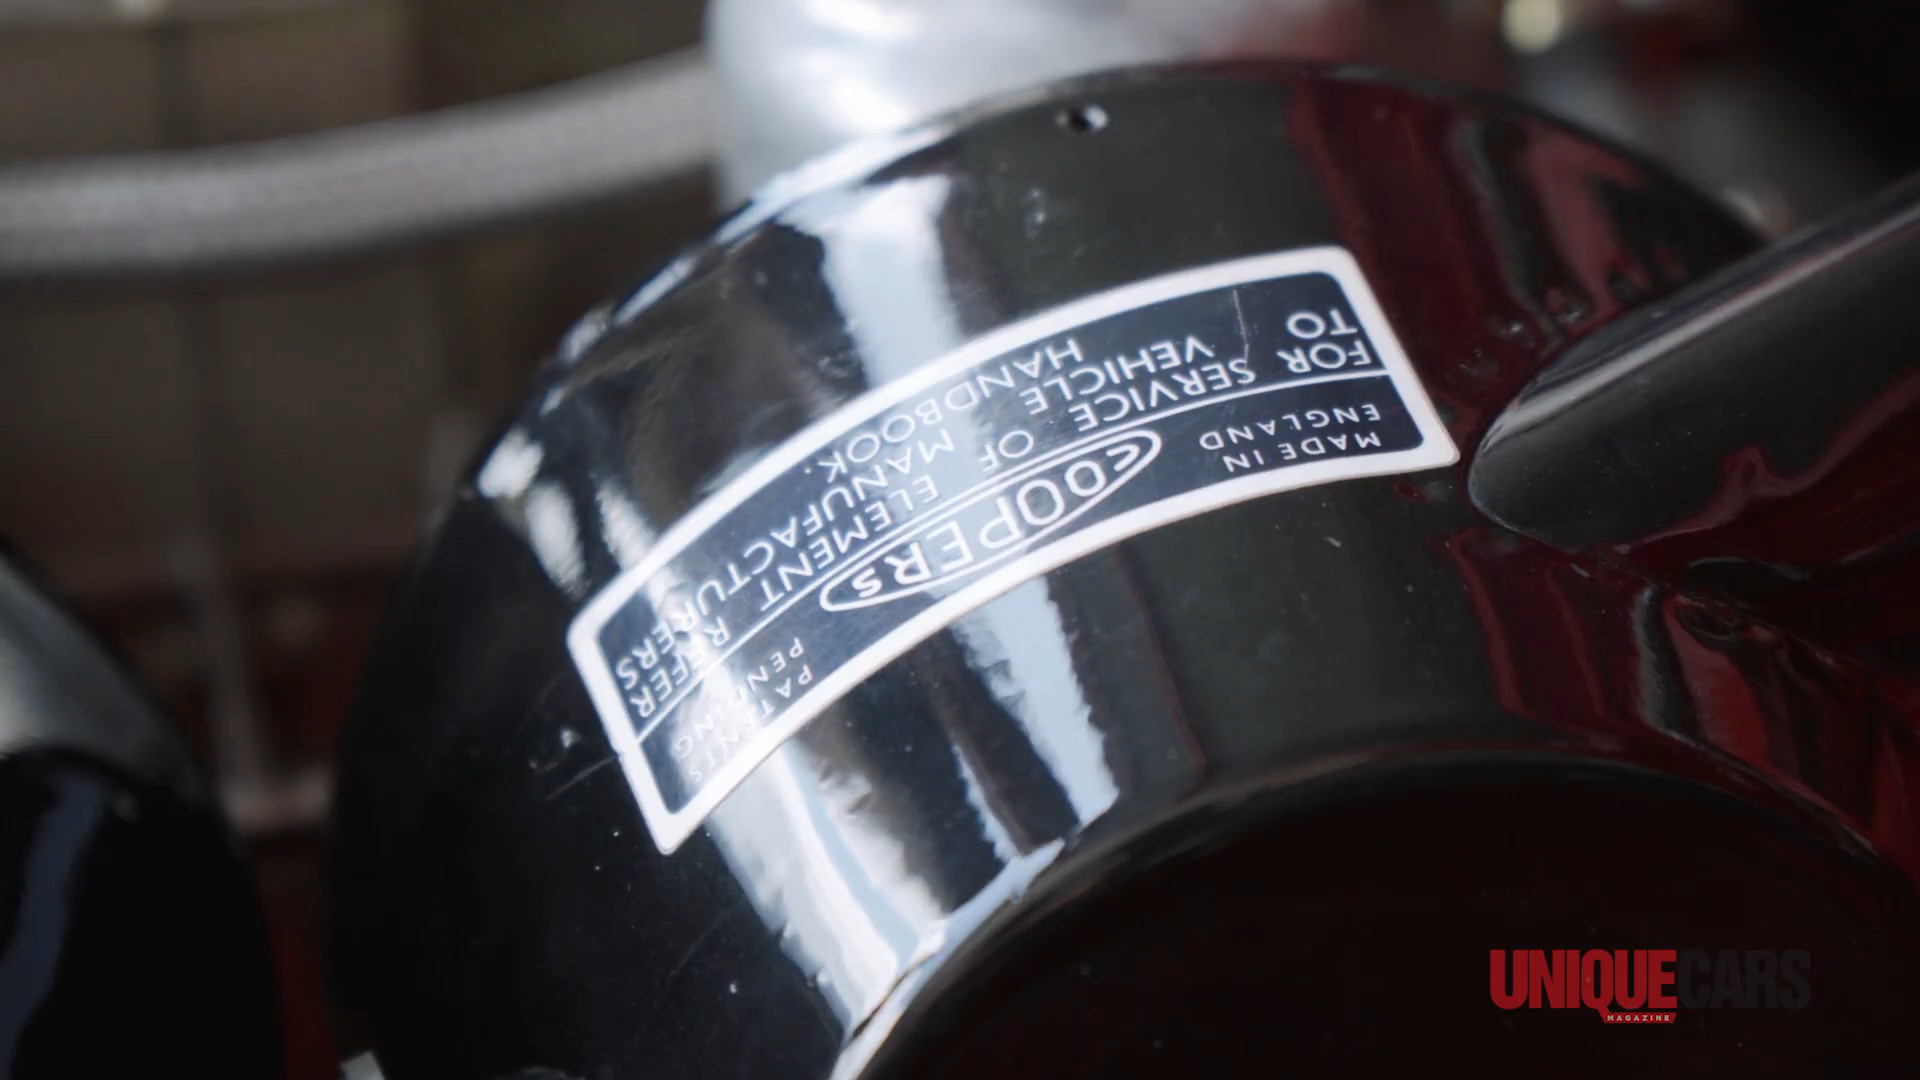 MADE IN
ENGLAND
COOPERS
PATENTS
PENDING
FOR SERVICE OF ELEMENT REFER
TO VEHICLE MANUFACTURERS
HANDBOOK.
UNIQUECARS
MAGAZINE